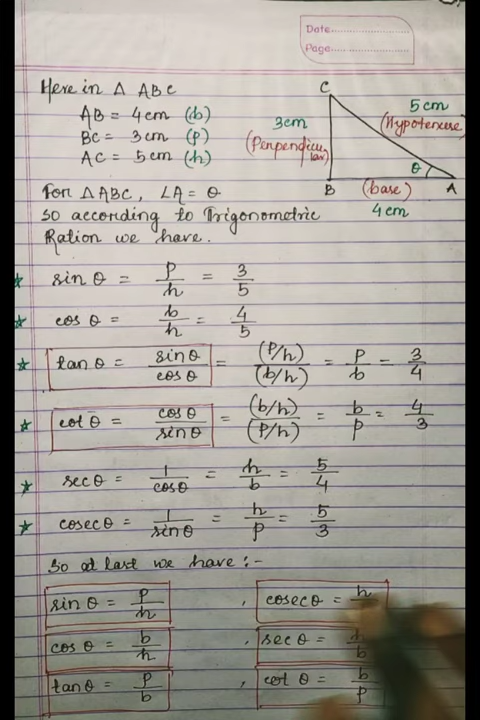 Date
Page
Here in Δ ABC
AB = 4cm (b)
BC = 3cm (p)
AC = 5cm (h)
C
3cm
(Perpendicular)
5cm
(Hypotenuse)
θ
B
(base)
A
4cm
For ΔABC, ∠A = θ
so according to Trigonometric
Ration we have.
sin θ = p/h = 3/5
cos θ = b/h = 4/5
tan θ = sinθ/cosθ = (p/h)/(b/h) = p/b = 3/4
cot θ = cosθ/sinθ = (b/h)/(p/h) = b/p = 4/3
sec θ = 1/cosθ = h/b = 5/4
cosec θ = 1/sinθ = h/p = 5/3
So at last we have :-
sin θ = p/h , cosec θ = h
cos θ = b/h , sec θ = h/b
tan θ = p/b , cot θ = b/p